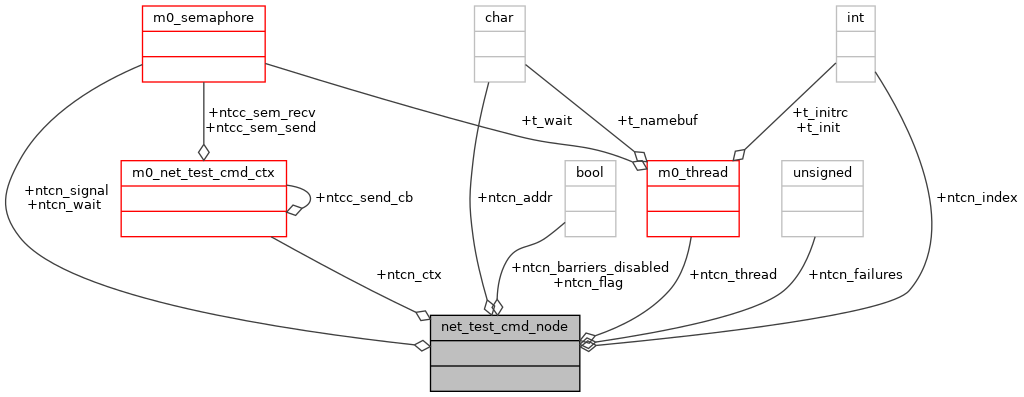 m0_semaphore
char
int
+ntcc_sem_recv
+ntcc_sem_send
+t_wait
+t_namebuf
+t_initrc
+t_init
m0_net_test_cmd_ctx
bool
m0_thread
unsigned
+ntcn_signal
+ntcn_wait
+ntcc_send_cb
+ntcn_addr
+ntcn_index
+ntcn_ctx
+ntcn_barriers_disabled
+ntcn_flag
+ntcn_thread
+ntcn_failures
net_test_cmd_node